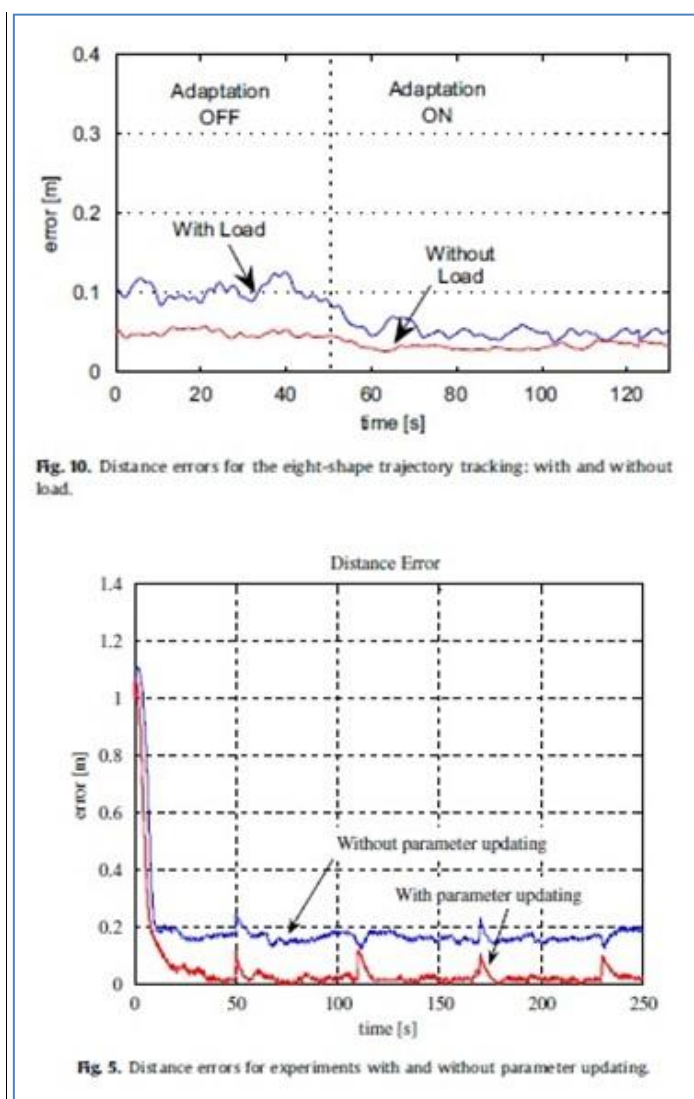 0.4
Adaptation
OFF
Adaptation
ON
0.3
error [m]
0.2
With Load
Without
Load
0.1
0
0 20 40 60 80 100 120
time [s]
Fig. 10. Distance errors for the eight-shape trajectory tracking: with and without
load.
Distance Error
1.4
1.2
1
0.8
error [m]
0.6
Without parameter updating
0.4
With parameter updating
0.2
0
0 50 100 150 200 250
time [s]
Fig. 5. Distance errors for experiments with and without parameter updating.